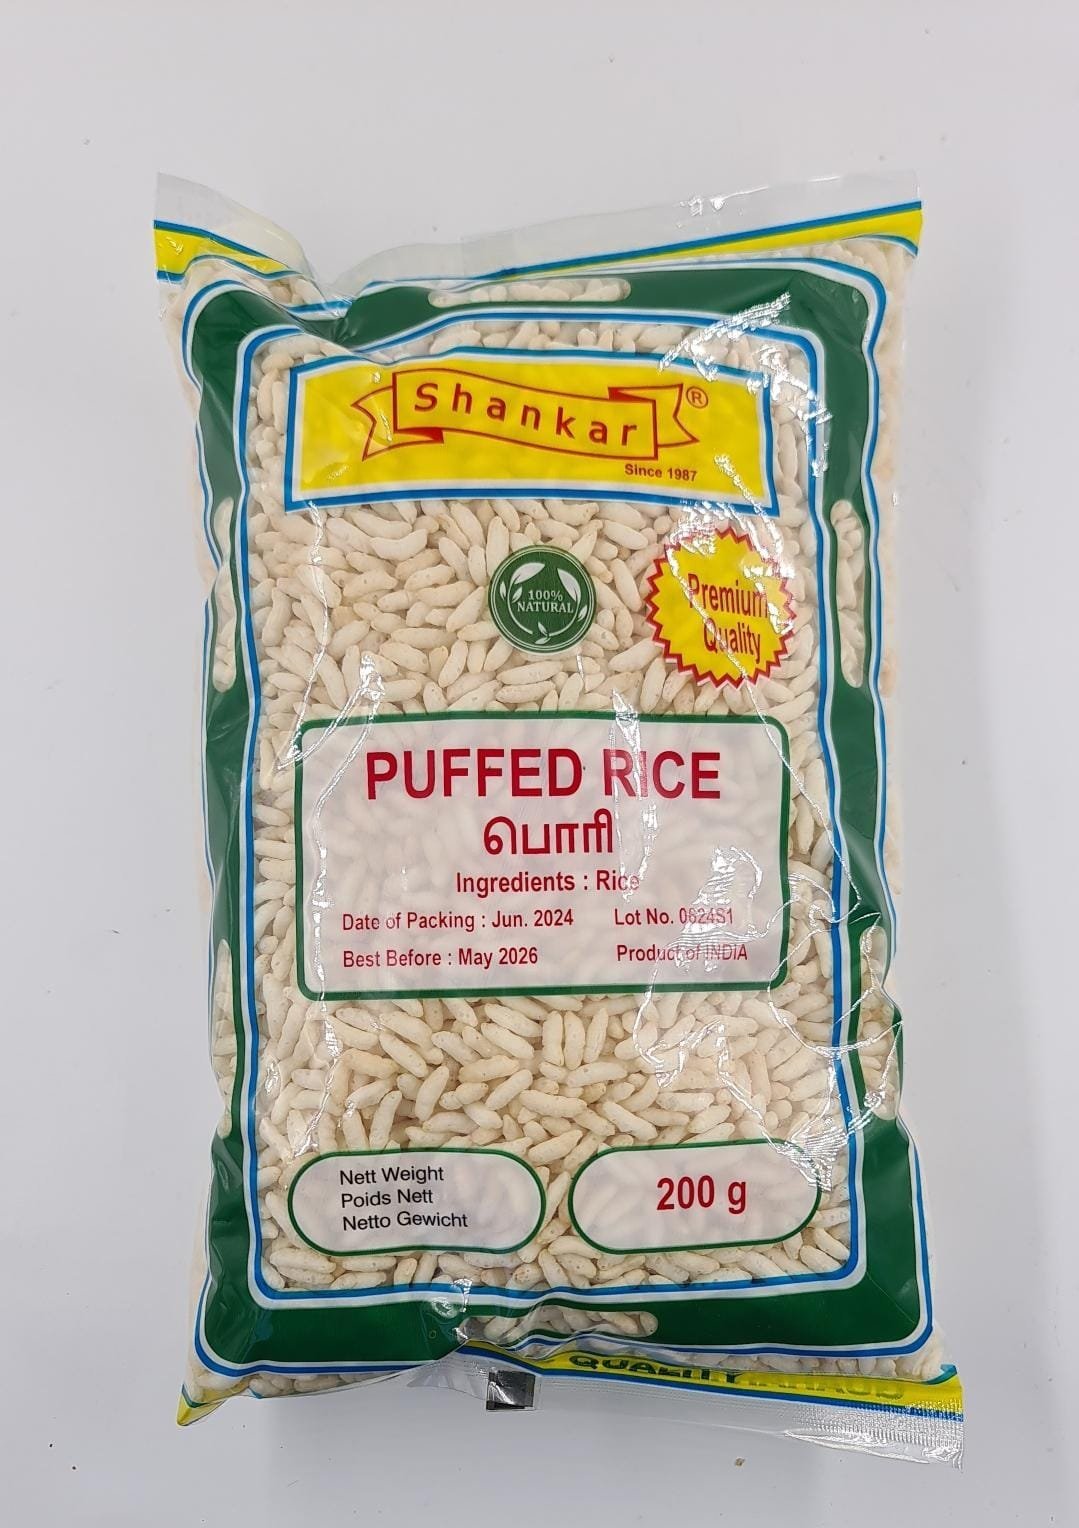 Shankar®
Since 1987
100%
NATURAL
Premium
Quality
PUFFED RICE
பொரி
Ingredients : Rice
Date of Packing : Jun. 2024
Lot No. 0624S1
Best Before : May 2026
Product of INDIA
Nett Weight
Poids Nett
Netto Gewicht
200 g
QUALITY